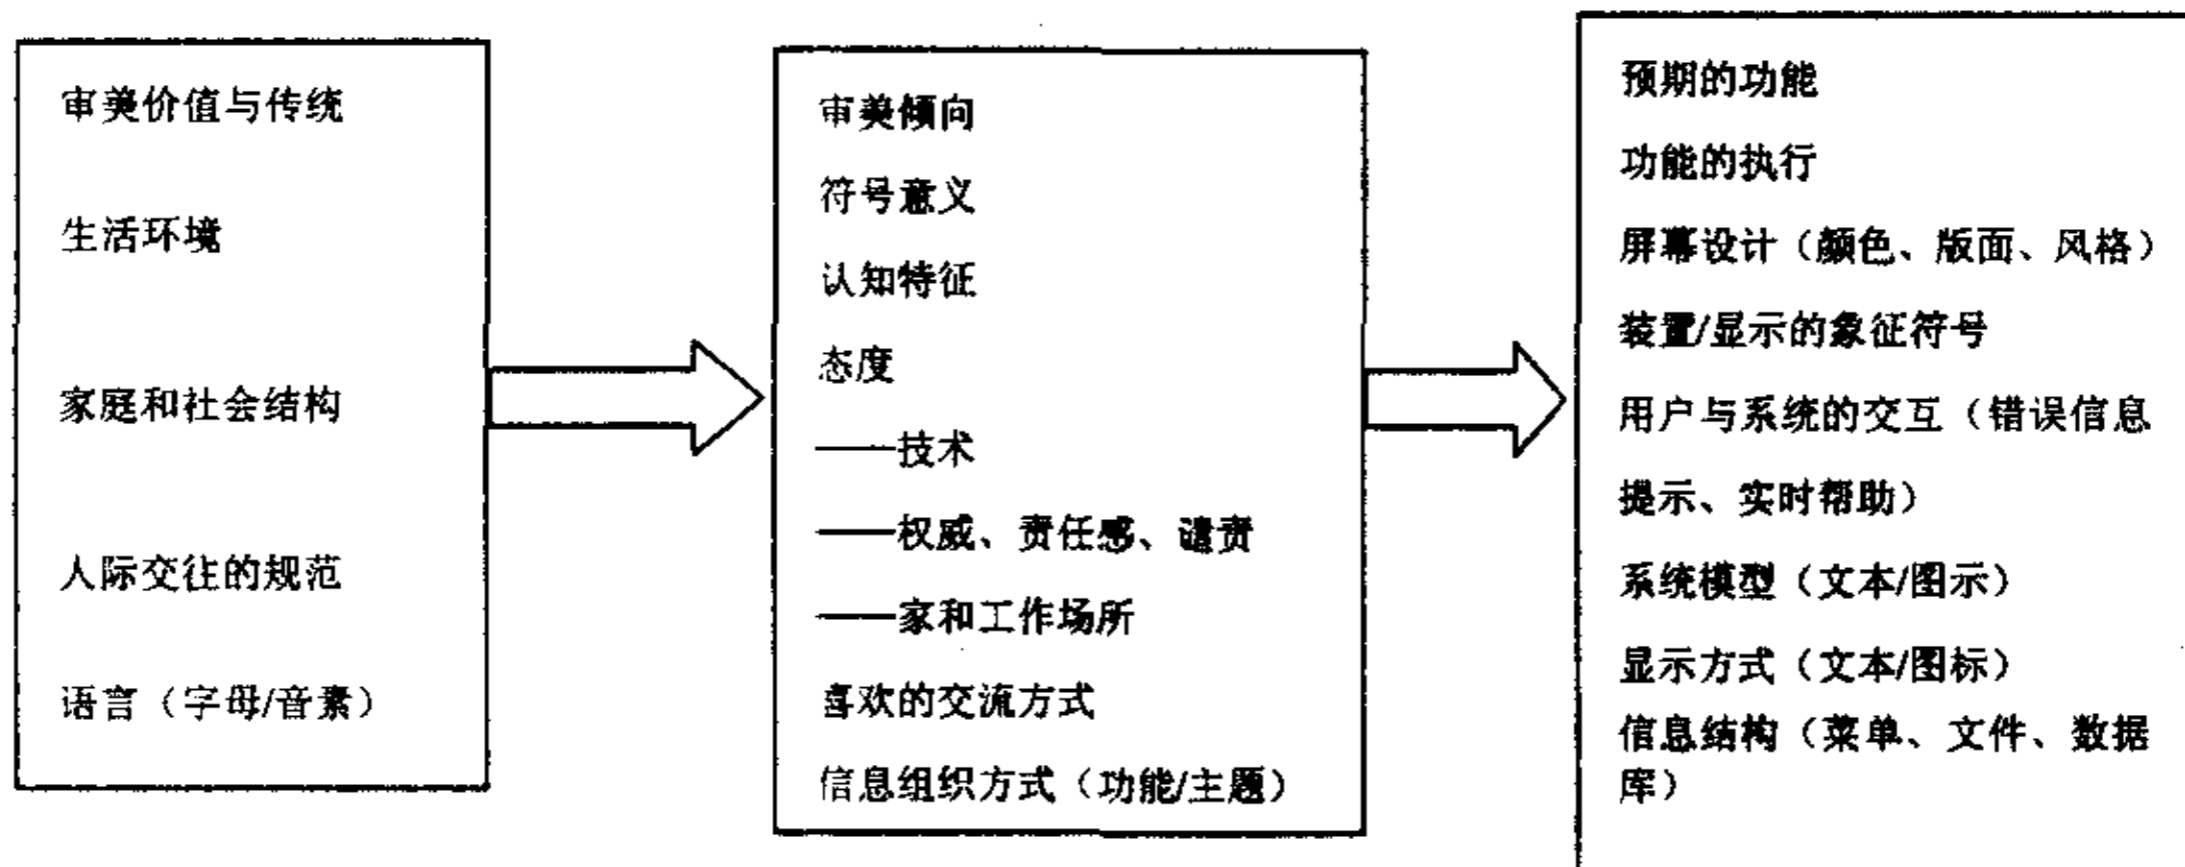 审美价值与传统
生活环境
家庭和社会结构
人际交往的规范
语言（字母/音素）
审美倾向
符号意义
认知特征
态度
——技术
——权威、责任感、谴责
——家和工作场所
喜欢的交流方式
信息组织方式（功能/主题）
预期的功能
功能的执行
屏幕设计（颜色、版面、风格）
装置/显示的象征符号
用户与系统的交互（错误信息
提示、实时帮助）
系统模型（文本/图示）
显示方式（文本/图标）
信息结构（菜单、文件、数据
库）